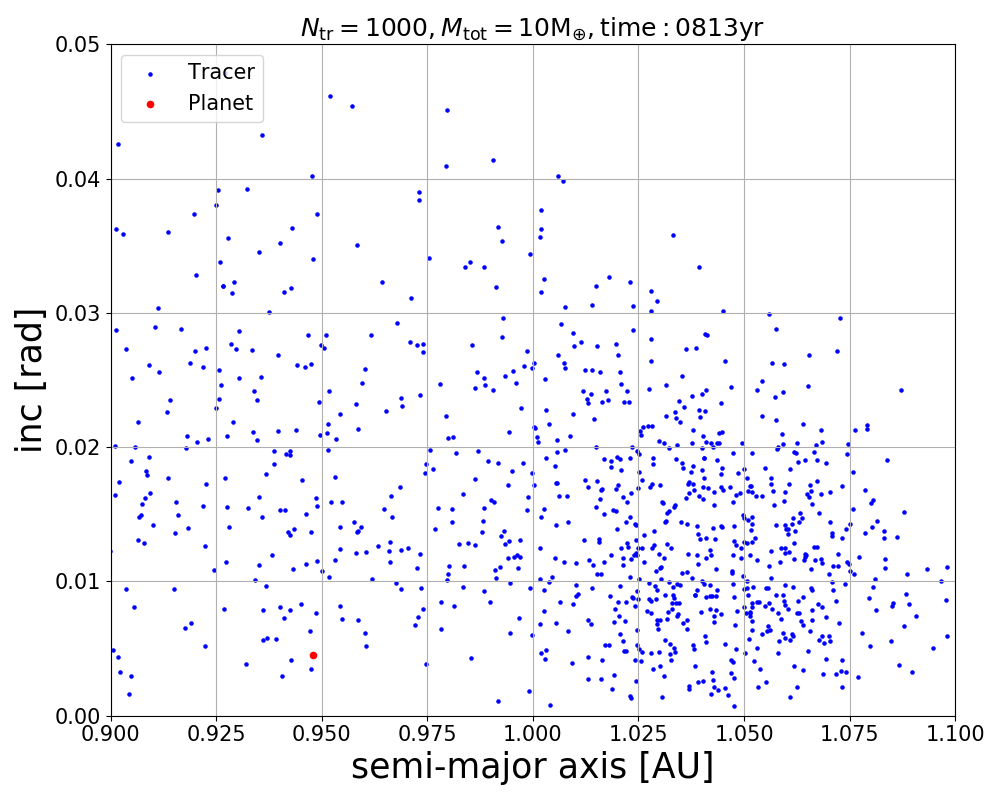 N_tr = 1000, M_tot = 10M_⊕, time : 0813yr
Tracer
Planet
0.05
0.04
0.03
0.02
0.01
0.00
inc [rad]
0.900 0.925 0.950 0.975 1.000 1.025 1.050 1.075 1.100
semi-major axis [AU]